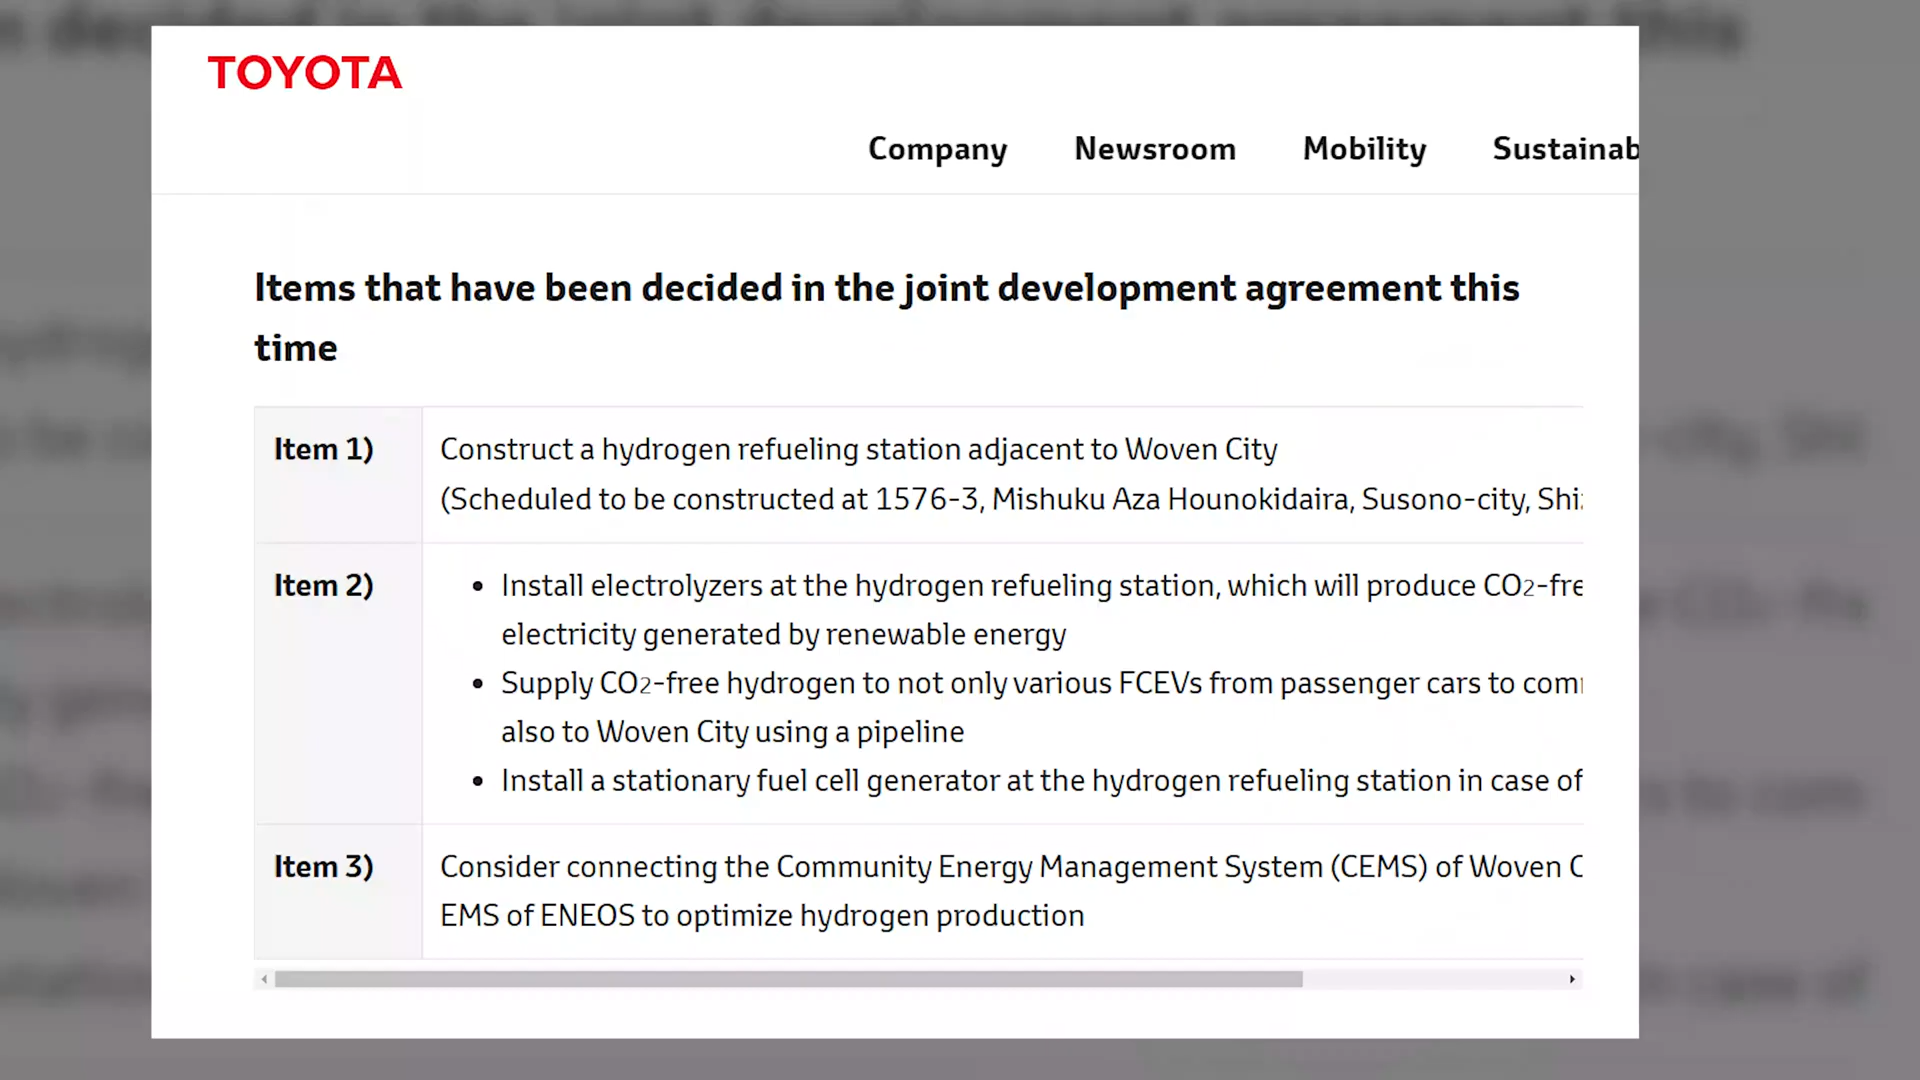 TOYOTA
Company Newsroom Mobility Sustainab
Items that have been decided in the joint development agreement this
time
Item 1) Construct a hydrogen refueling station adjacent to Woven City
(Scheduled to be constructed at 1576-3, Mishuku Aza Hounokidaira, Susono-city, Shi
Item 2) • Install electrolyzers at the hydrogen refueling station, which will produce CO2-fre
electricity generated by renewable energy
• Supply CO2-free hydrogen to not only various FCEVs from passenger cars to com
also to Woven City using a pipeline
• Install a stationary fuel cell generator at the hydrogen refueling station in case of
Item 3) Consider connecting the Community Energy Management System (CEMS) of Woven C
EMS of ENEOS to optimize hydrogen production